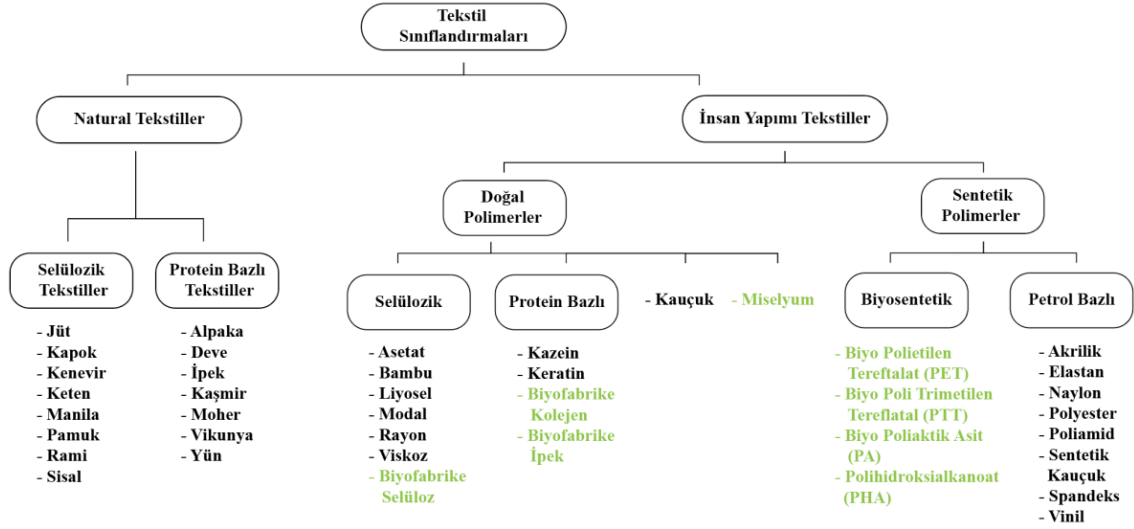 Tekstil
Sınıflandırmaları
Natural Tekstiller
İnsan Yapımı Tekstiller
Doğal
Polimerler
Sentetik
Polimerler
Selülozik
Tekstiller
- Jüt
- Kapok
- Kenevir
- Keten
- Manila
- Pamuk
- Rami
- Sisal
Protein Bazlı
Tekstiller
- Alpaka
- Deve
- İpek
- Kaşmir
- Moher
- Vikunya
- Yün
Selülozik
- Asetat
- Bambu
- Liyosel
- Modal
- Rayon
- Viskoz
- Biyofabrike
Selüloz
Protein Bazlı
- Kazein
- Keratin
- Biyofabrike
Kolejen
- Biyofabrike
İpek
- Kauçuk
- Miselyum
Biyosentetik
- Biyo Polietilen
Tereftalat (PET)
- Biyo Poli Trimetilen
Tereflatal (PTT)
- Biyo Poliaktik Asit
(PA)
- Polihidroksialkanoat
(PHA)
Petrol Bazlı
- Akrilik
- Elastan
- Naylon
- Polyester
- Poliamid
- Sentetik
Kauçuk
- Spandeks
- Vinil